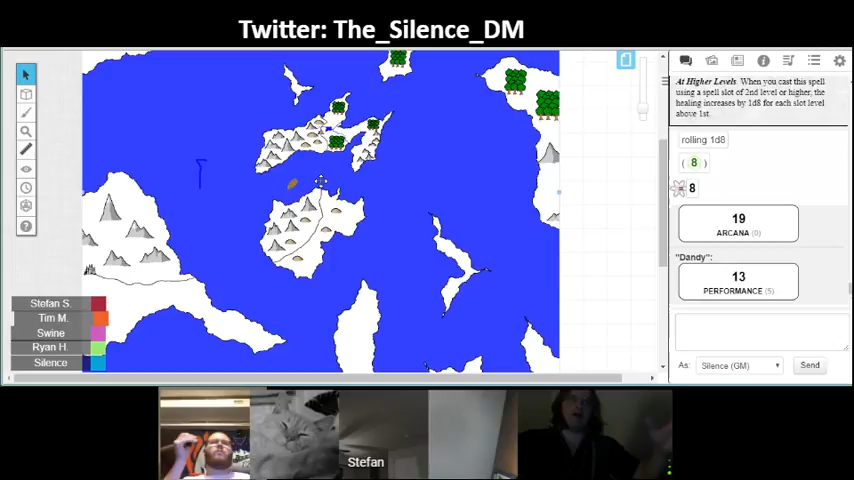 Twitter: The_Silence_DM
At Higher Levels. When you cast this spell
using a spell slot of 2nd level or higher, the
healing increases by 1d8 for each slot level
above 1st.
rolling 1d8
( 8 )
8
19
ARCANA (0)
"Dandy":
13
PERFORMANCE (5)
As:
Silence (GM)
Send
Stefan S.
Tim M.
Swine
Ryan H.
Silence
Stefan